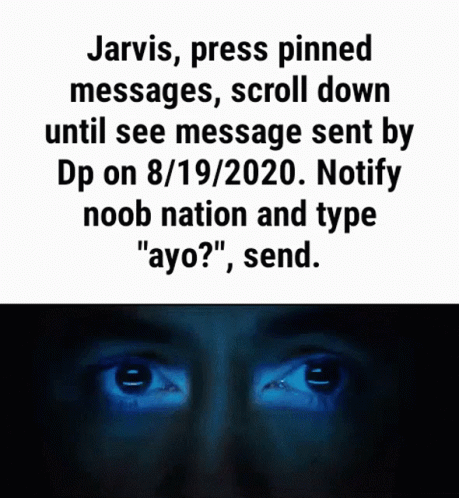 Jarvis, press pinned
messages, scroll down
until see message sent by
Dp on 8/19/2020. Notify
noob nation and type
"ayo?", send.